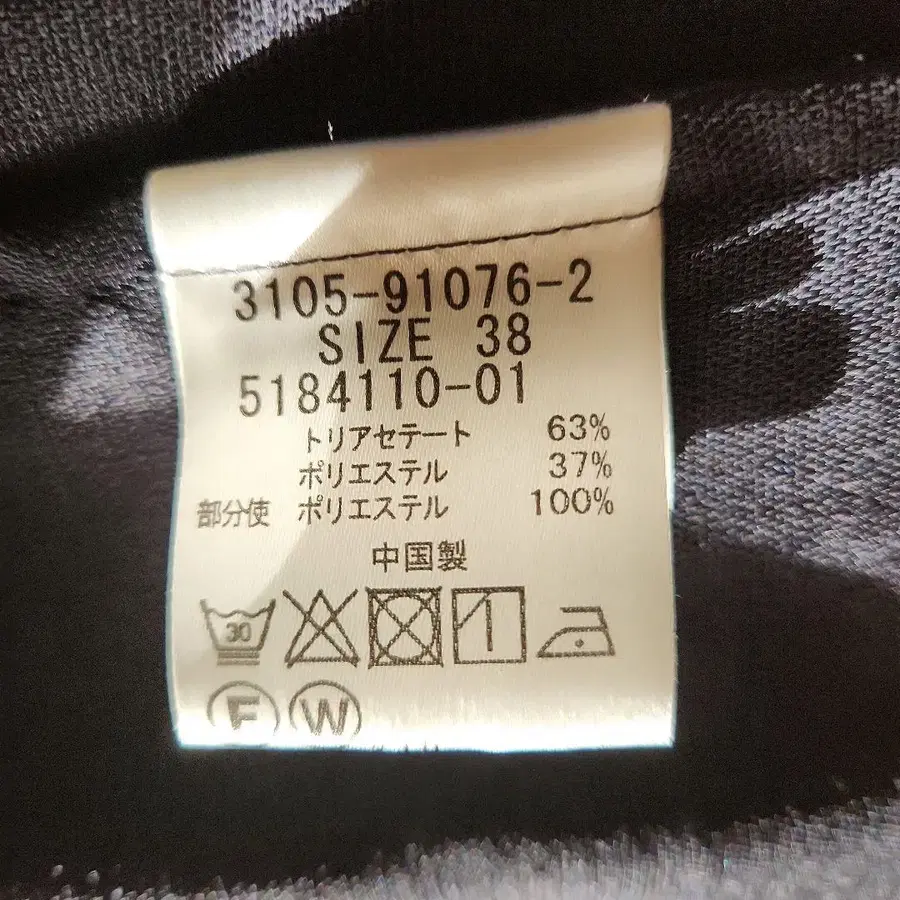 3105-91076-2
SIZE 38
5184110-01
トリアセテート 63%
ポリエステル 37%
部分使 ポリエステル 100%
中国製
30
F W